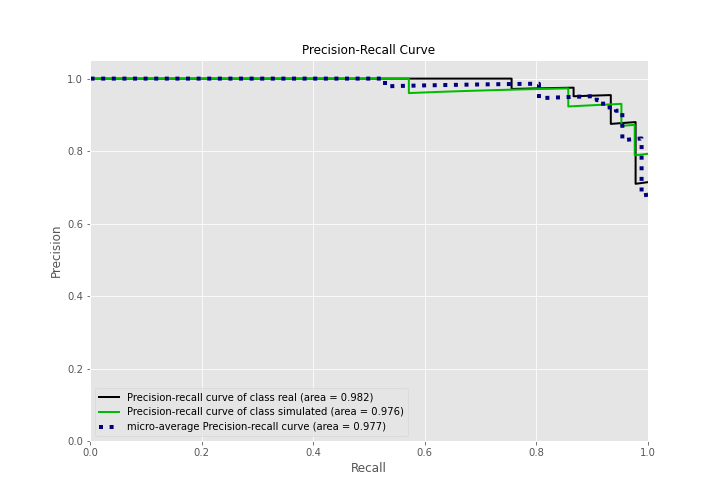 Precision-Recall Curve
Precision
1.0
0.8
0.6
0.4
0.2
0.0
Precision-recall curve of class real (area = 0.982)
Precision-recall curve of class simulated (area = 0.976)
micro-average Precision-recall curve (area = 0.977)
0.0 0.2 0.4 0.6 0.8 1.0
Recall